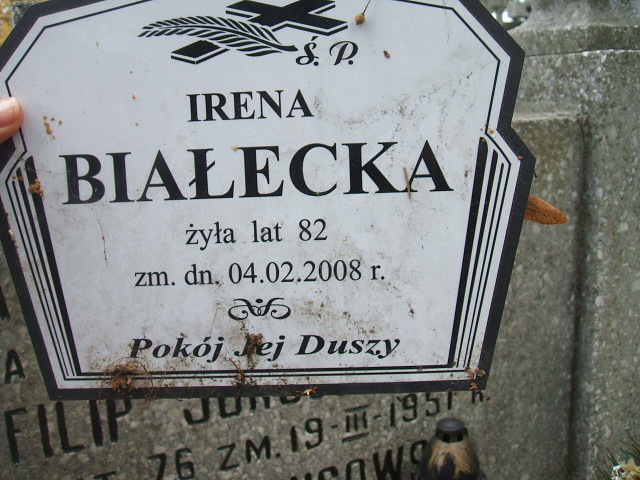 Ś. P.
IRENA
BIAŁECKA
żyła lat 82
zm. dn. 04.02.2008 r.
Pokój Jej Duszy
A
FILIP
76 ZM. 19-III-1951 R.